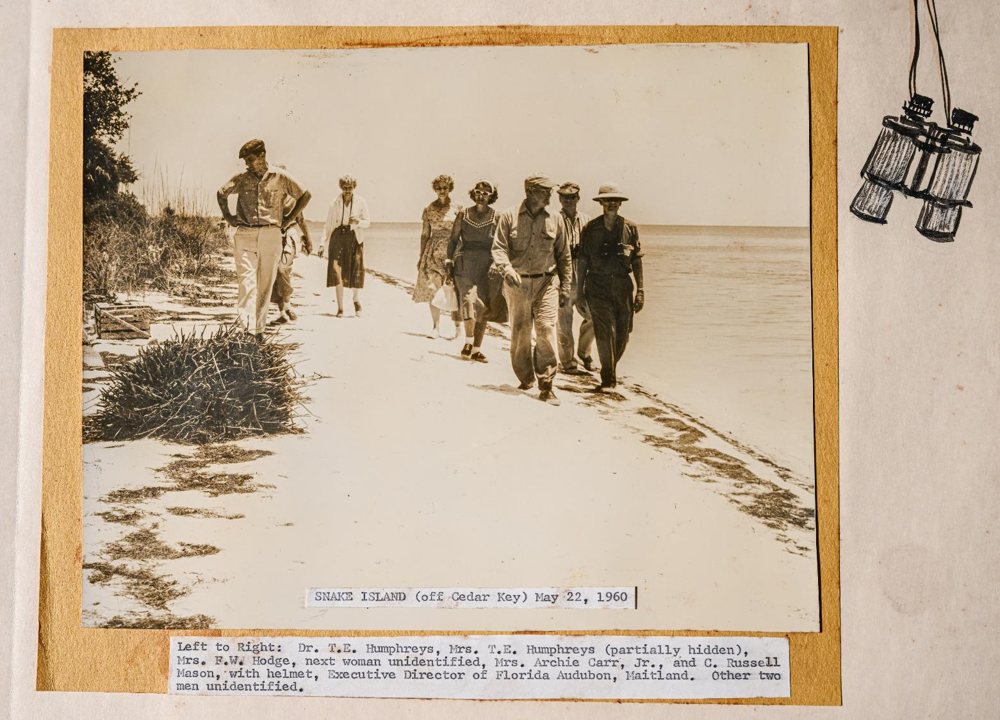 SNAKE ISLAND (off Cedar Key) May 22, 1960
Left to Right: Dr. T.E. Humphreys, Mrs. T.E. Humphreys (partially hidden),
Mrs. F.W. Hodge, next woman unidentified, Mrs. Archie Carr, Jr., and C. Russell
Mason, with helmet, Executive Director of Florida Audubon, Maitland. Other two
men unidentified.